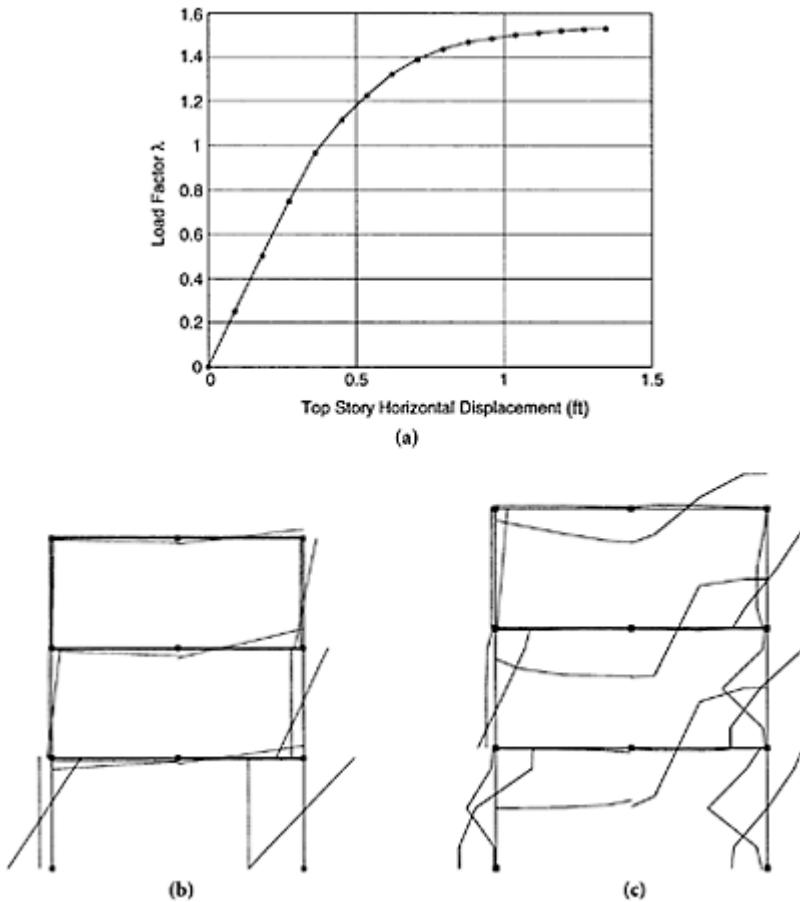 1.6
1.4
1.2
1
0.8
0.6
0.4
0.2
0
Load Factor λ
0 0.5 1 1.5
Top Story Horizontal Displacement (ft)
(a)
(b) (c)